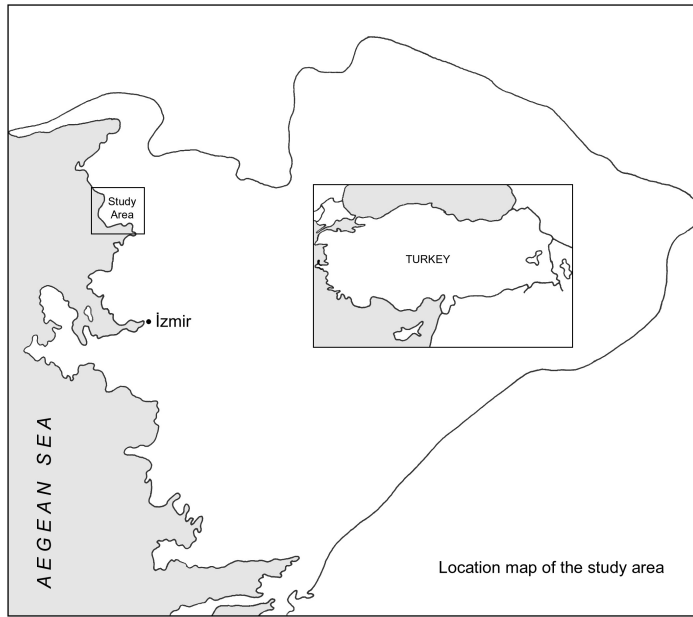 Study
Area
TURKEY
İzmir
AEGEAN SEA
Location map of the study area